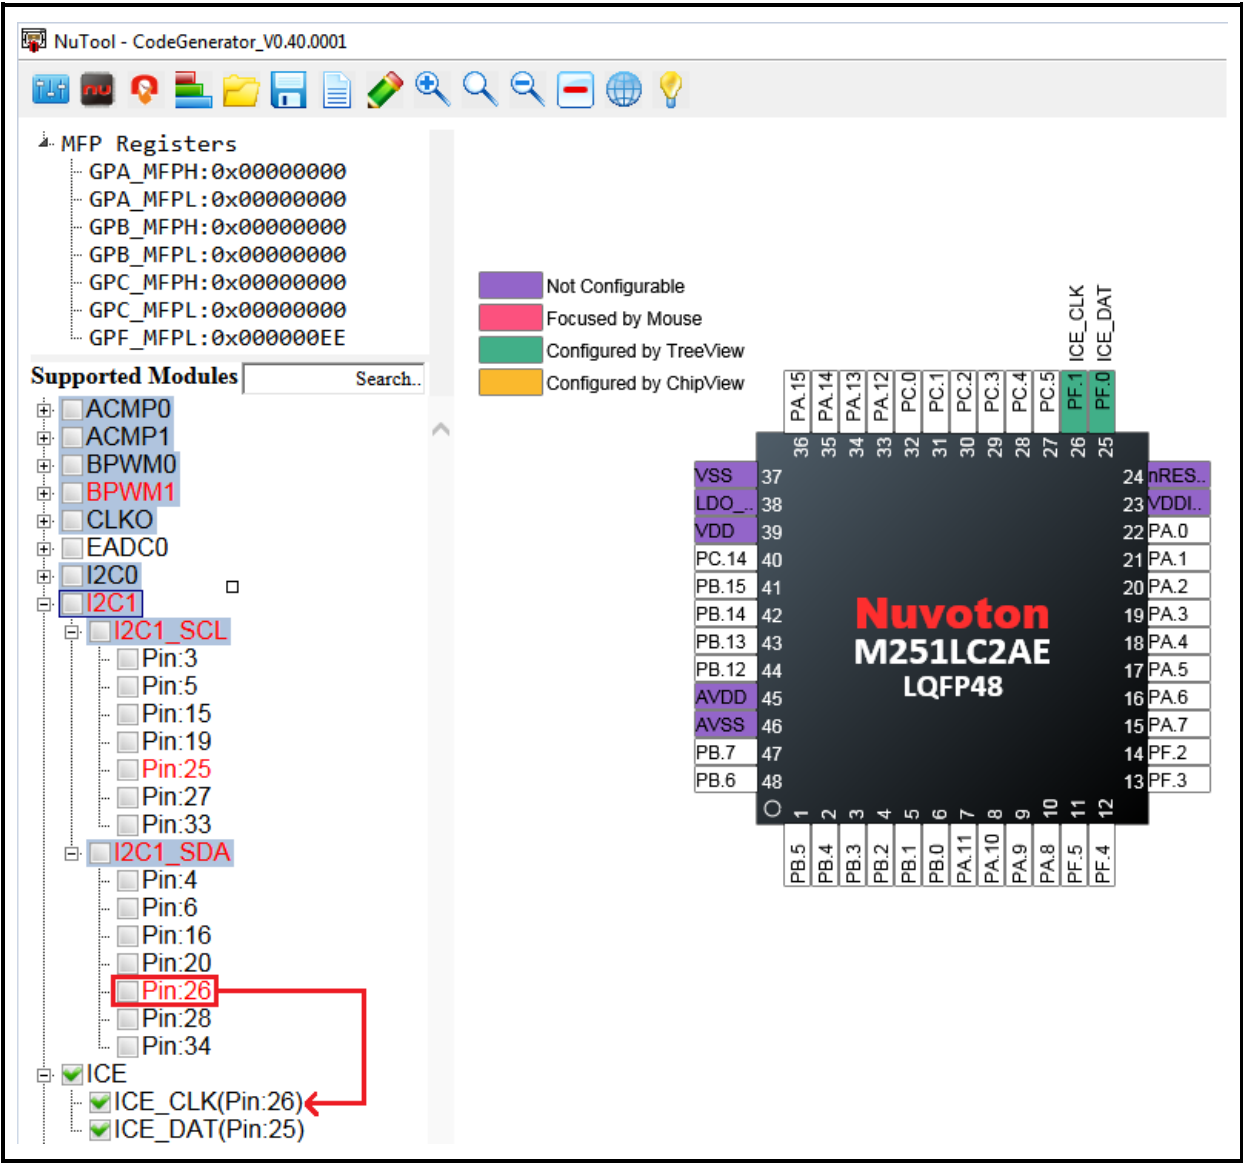 NuTool - CodeGenerator_V0.40.0001
nu
MFP Registers
GPA_MFPH:0x00000000
GPA_MFPL:0x00000000
GPB_MFPH:0x00000000
GPB_MFPL:0x00000000
GPC_MFPH:0x00000000
GPC_MFPL:0x00000000
GPF_MFPL:0x000000EE
Supported Modules
Search..
ACMP0
ACMP1
BPWM0
BPWM1
CLKO
EADC0
I2C0
I2C1
I2C1_SCL
Pin:3
Pin:5
Pin:15
Pin:19
Pin:25
Pin:27
Pin:33
I2C1_SDA
Pin:4
Pin:6
Pin:16
Pin:20
Pin:26
Pin:28
Pin:34
ICE
ICE_CLK(Pin:26)
ICE_DAT(Pin:25)
Not Configurable
Focused by Mouse
Configured by TreeView
Configured by ChipView
ICE_CLK
ICE_DAT
PA.15
PA.14
PA.13
PA.12
PC.0
PC.1
PC.2
PC.3
PC.4
PC.5
PF.1
PF.0
36
35
34
33
32
31
30
29
28
27
26
25
VSS 37
LDO_.. 38
VDD 39
PC.14 40
PB.15 41
PB.14 42
PB.13 43
PB.12 44
AVDD 45
AVSS 46
PB.7 47
PB.6 48
Nuvoton
M251LC2AE
LQFP48
24 nRES..
23 VDDI..
22 PA.0
21 PA.1
20 PA.2
19 PA.3
18 PA.4
17 PA.5
16 PA.6
15 PA.7
14 PF.2
13 PF.3
1
2
3
4
5
6
7
8
9
10
11
12
PB.5
PB.4
PB.3
PB.2
PB.1
PB.0
PA.11
PA.10
PA.9
PA.8
PF.5
PF.4